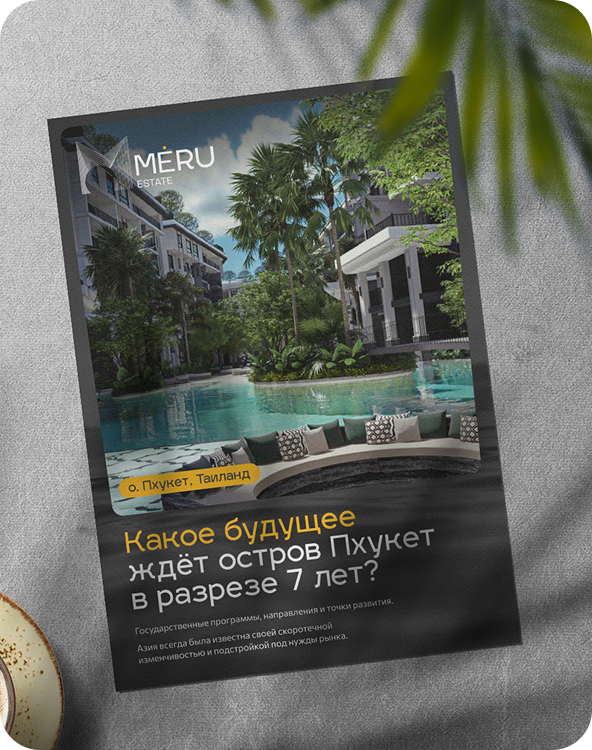 MERU
ESTATE
о. Пхукет, Таиланд
Какое будущее
ждёт остров Пхукет
в разрезе 7 лет?
Государственные программы, направления и точки развития.
Азия всегда была известна своей скоротечной
изменчивостью и подстройкой под нужды рынка.